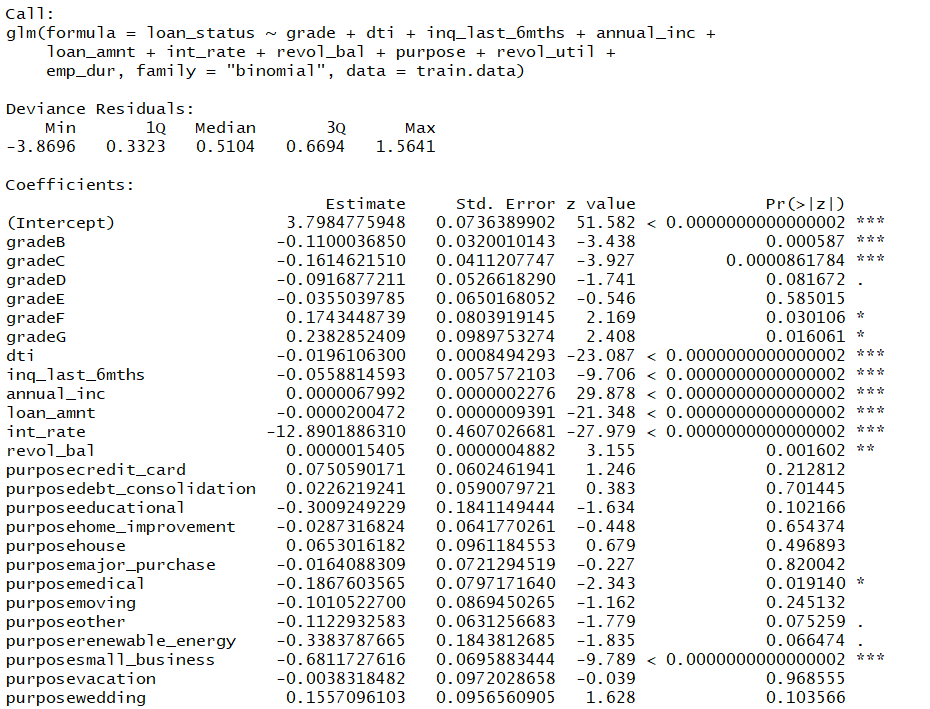 Call:
glm(formula = loan_status ~ grade + dti + inq_last_6mths + annual_inc +
    loan_amnt + int_rate + revol_bal + purpose + revol_util +
    emp_dur, family = "binomial", data = train.data)
Deviance Residuals:
    Min      1Q  Median      3Q     Max
-3.8696  0.3323  0.5104  0.6694  1.5641
Coefficients:
                           Estimate    Std. Error z value             Pr(>|z|)
(Intercept)            3.7984775948  0.0736389902  51.582 < 0.0000000000000002 ***
gradeB                -0.1100036850  0.0320010143  -3.438             0.000587 ***
gradeC                -0.1614621510  0.0411207747  -3.927         0.0000861784 ***
gradeD                -0.0916877211  0.0526618290  -1.741             0.081672 .
gradeE                -0.0355039785  0.0650168052  -0.546             0.585015
gradeF                 0.1743448739  0.0803919145   2.169             0.030106 *
gradeG                 0.2382852409  0.0989753274   2.408             0.016061 *
dti                   -0.0196106300  0.0008494293 -23.087 < 0.0000000000000002 ***
inq_last_6mths        -0.0558814593  0.0057572103  -9.706 < 0.0000000000000002 ***
annual_inc             0.0000067992  0.0000002276  29.878 < 0.0000000000000002 ***
loan_amnt             -0.0000200472  0.0000009391 -21.348 < 0.0000000000000002 ***
int_rate             -12.8901886310  0.4607026681 -27.979 < 0.0000000000000002 ***
revol_bal              0.0000015405  0.0000004882   3.155             0.001602 **
purposecredit_card     0.0750590171  0.0602461941   1.246             0.212812
purposedebt_consolidation  0.0226219241  0.0590079721   0.383             0.701445
purposeeducational    -0.3009249229  0.1841149444  -1.634             0.102166
purposehome_improvement -0.0287316824  0.0641770261  -0.448             0.654374
purposehouse           0.0653016182  0.0961184553   0.679             0.496893
purposemajor_purchase -0.0164088309  0.0721294519  -0.227             0.820042
purposemedical        -0.1867603565  0.0797171640  -2.343             0.019140 *
purposemoving         -0.1010522700  0.0869450265  -1.162             0.245132
purposeother          -0.1122932583  0.0631256683  -1.779             0.075259 .
purposerenewable_energy -0.3383787665  0.1843812685  -1.835             0.066474 .
purposesmall_business -0.6811727616  0.0695883444  -9.789 < 0.0000000000000002 ***
purposevacation       -0.0038318482  0.0972028658  -0.039             0.968555
purposewedding         0.1557096103  0.0956560905   1.628             0.103566